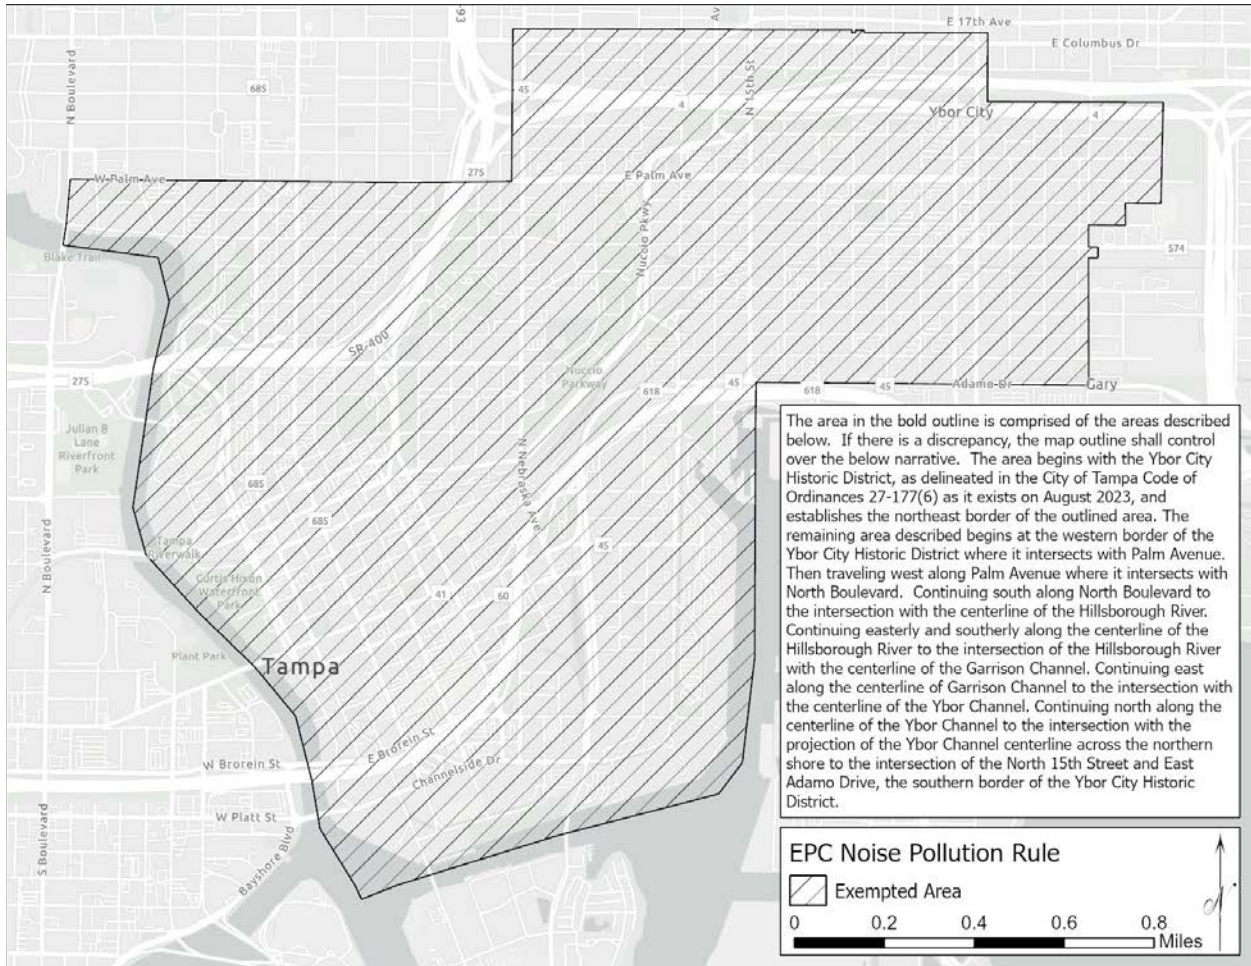 -93
Av
E 17th Ave
E Columbus Dr
N Boulevard
685
45
N 15th St
4
Ybor City
4
W Palm Ave
275
E Palm Ave
Nuccio Pkwy
574
Blake Trail
SR-400
275
Nuccio
Parkway
618
45
618
45
Adamo Dr
Gary
Julian B
Lane
Riverfront
Park
N Nebraska Ave
685
685
Tampa
Riverwalk
45
N Boulevard
Curtis Hixon
Waterfront
Park
41
60
Plant Park
Tampa
E Brorein St
W Brorein St
Channelside Dr
W Platt St
S Boulevard
Bayshore Blvd
The area in the bold outline is comprised of the areas described
below. If there is a discrepancy, the map outline shall control
over the below narrative. The area begins with the Ybor City
Historic District, as delineated in the City of Tampa Code of
Ordinances 27-177(6) as it exists on August 2023, and
establishes the northeast border of the outlined area. The
remaining area described begins at the western border of the
Ybor City Historic District where it intersects with Palm Avenue.
Then traveling west along Palm Avenue where it intersects with
North Boulevard. Continuing south along North Boulevard to
the intersection with the centerline of the Hillsborough River.
Continuing easterly and southerly along the centerline of the
Hillsborough River to the intersection of the Hillsborough River
with the centerline of the Garrison Channel. Continuing east
along the centerline of Garrison Channel to the intersection with
the centerline of the Ybor Channel. Continuing north along the
centerline of the Ybor Channel to the intersection with the
projection of the Ybor Channel centerline across the northern
shore to the intersection of the North 15th Street and East
Adamo Drive, the southern border of the Ybor City Historic
District.
EPC Noise Pollution Rule
Exempted Area
0 0.2 0.4 0.6 0.8
Miles
N